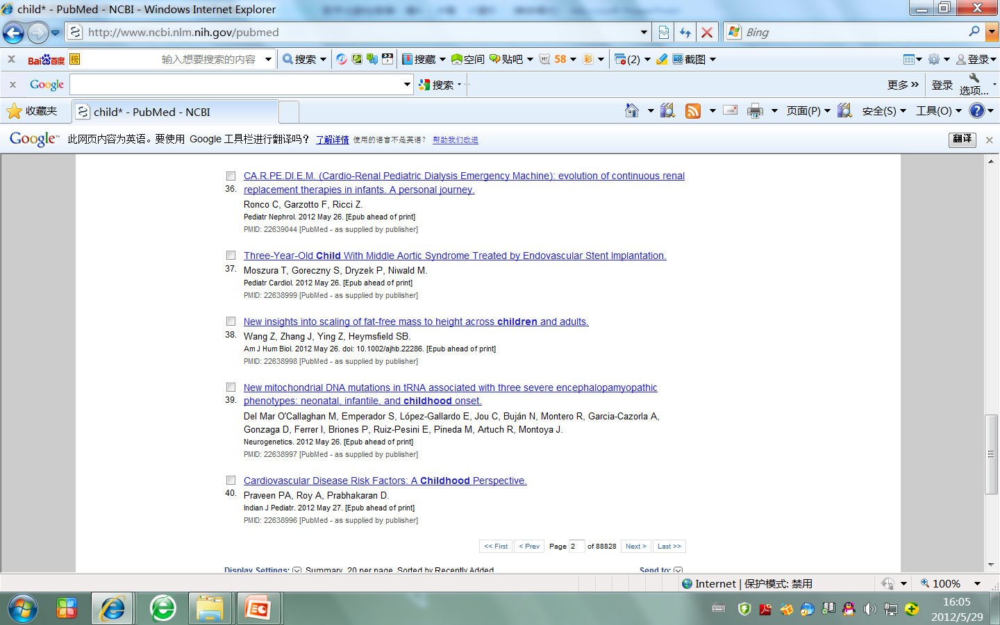 child* - PubMed - NCBI - Windows Internet Explorer
http://www.ncbi.nlm.nih.gov/pubmed
Bing
Bai百度 榜 输入想要搜索的内容 搜索 搜藏 空间 贴吧 58 彩 (2) 截图 登录
Google 搜索 更多 » 登录 选项...
收藏夹 child* - PubMed - NCBI 页面(P) 安全(S) 工具(O)
Google™ 此网页内容为英语。要使用 Google 工具栏进行翻译吗？ 了解详情 使用的语言不是英语？ 帮助我们改进 翻译
CA.R.PE.DI.E.M. (Cardio-Renal Pediatric Dialysis Emergency Machine): evolution of continuous renal
36. replacement therapies in infants. A personal journey.
Ronco C, Garzotto F, Ricci Z.
Pediatr Nephrol. 2012 May 26. [Epub ahead of print]
PMID: 22639044 [PubMed - as supplied by publisher]
Three-Year-Old Child With Middle Aortic Syndrome Treated by Endovascular Stent Implantation.
37. Moszura T, Goreczny S, Dryzek P, Niwald M.
Pediatr Cardiol. 2012 May 26. [Epub ahead of print]
PMID: 22638999 [PubMed - as supplied by publisher]
New insights into scaling of fat-free mass to height across children and adults.
38. Wang Z, Zhang J, Ying Z, Heymsfield SB.
Am J Hum Biol. 2012 May 26. doi: 10.1002/ajhb.22286. [Epub ahead of print]
PMID: 22638998 [PubMed - as supplied by publisher]
New mitochondrial DNA mutations in tRNA associated with three severe encephalopamyopathic
39. phenotypes: neonatal, infantile, and childhood onset.
Del Mar O'Callaghan M, Emperador S, López-Gallardo E, Jou C, Buján N, Montero R, Garcia-Cazorla A,
Gonzaga D, Ferrer I, Briones P, Ruiz-Pesini E, Pineda M, Artuch R, Montoya J.
Neurogenetics. 2012 May 26. [Epub ahead of print]
PMID: 22638997 [PubMed - as supplied by publisher]
Cardiovascular Disease Risk Factors: A Childhood Perspective.
40. Praveen PA, Roy A, Prabhakaran D.
Indian J Pediatr. 2012 May 27. [Epub ahead of print]
PMID: 22638996 [PubMed - as supplied by publisher]
<< First < Prev Page 2 of 88828 Next > Last >>
Display Settings: Summary, 20 per page, Sorted by Recently Added Send to:
Internet | 保护模式: 禁用 100%
16:05
2012/5/29